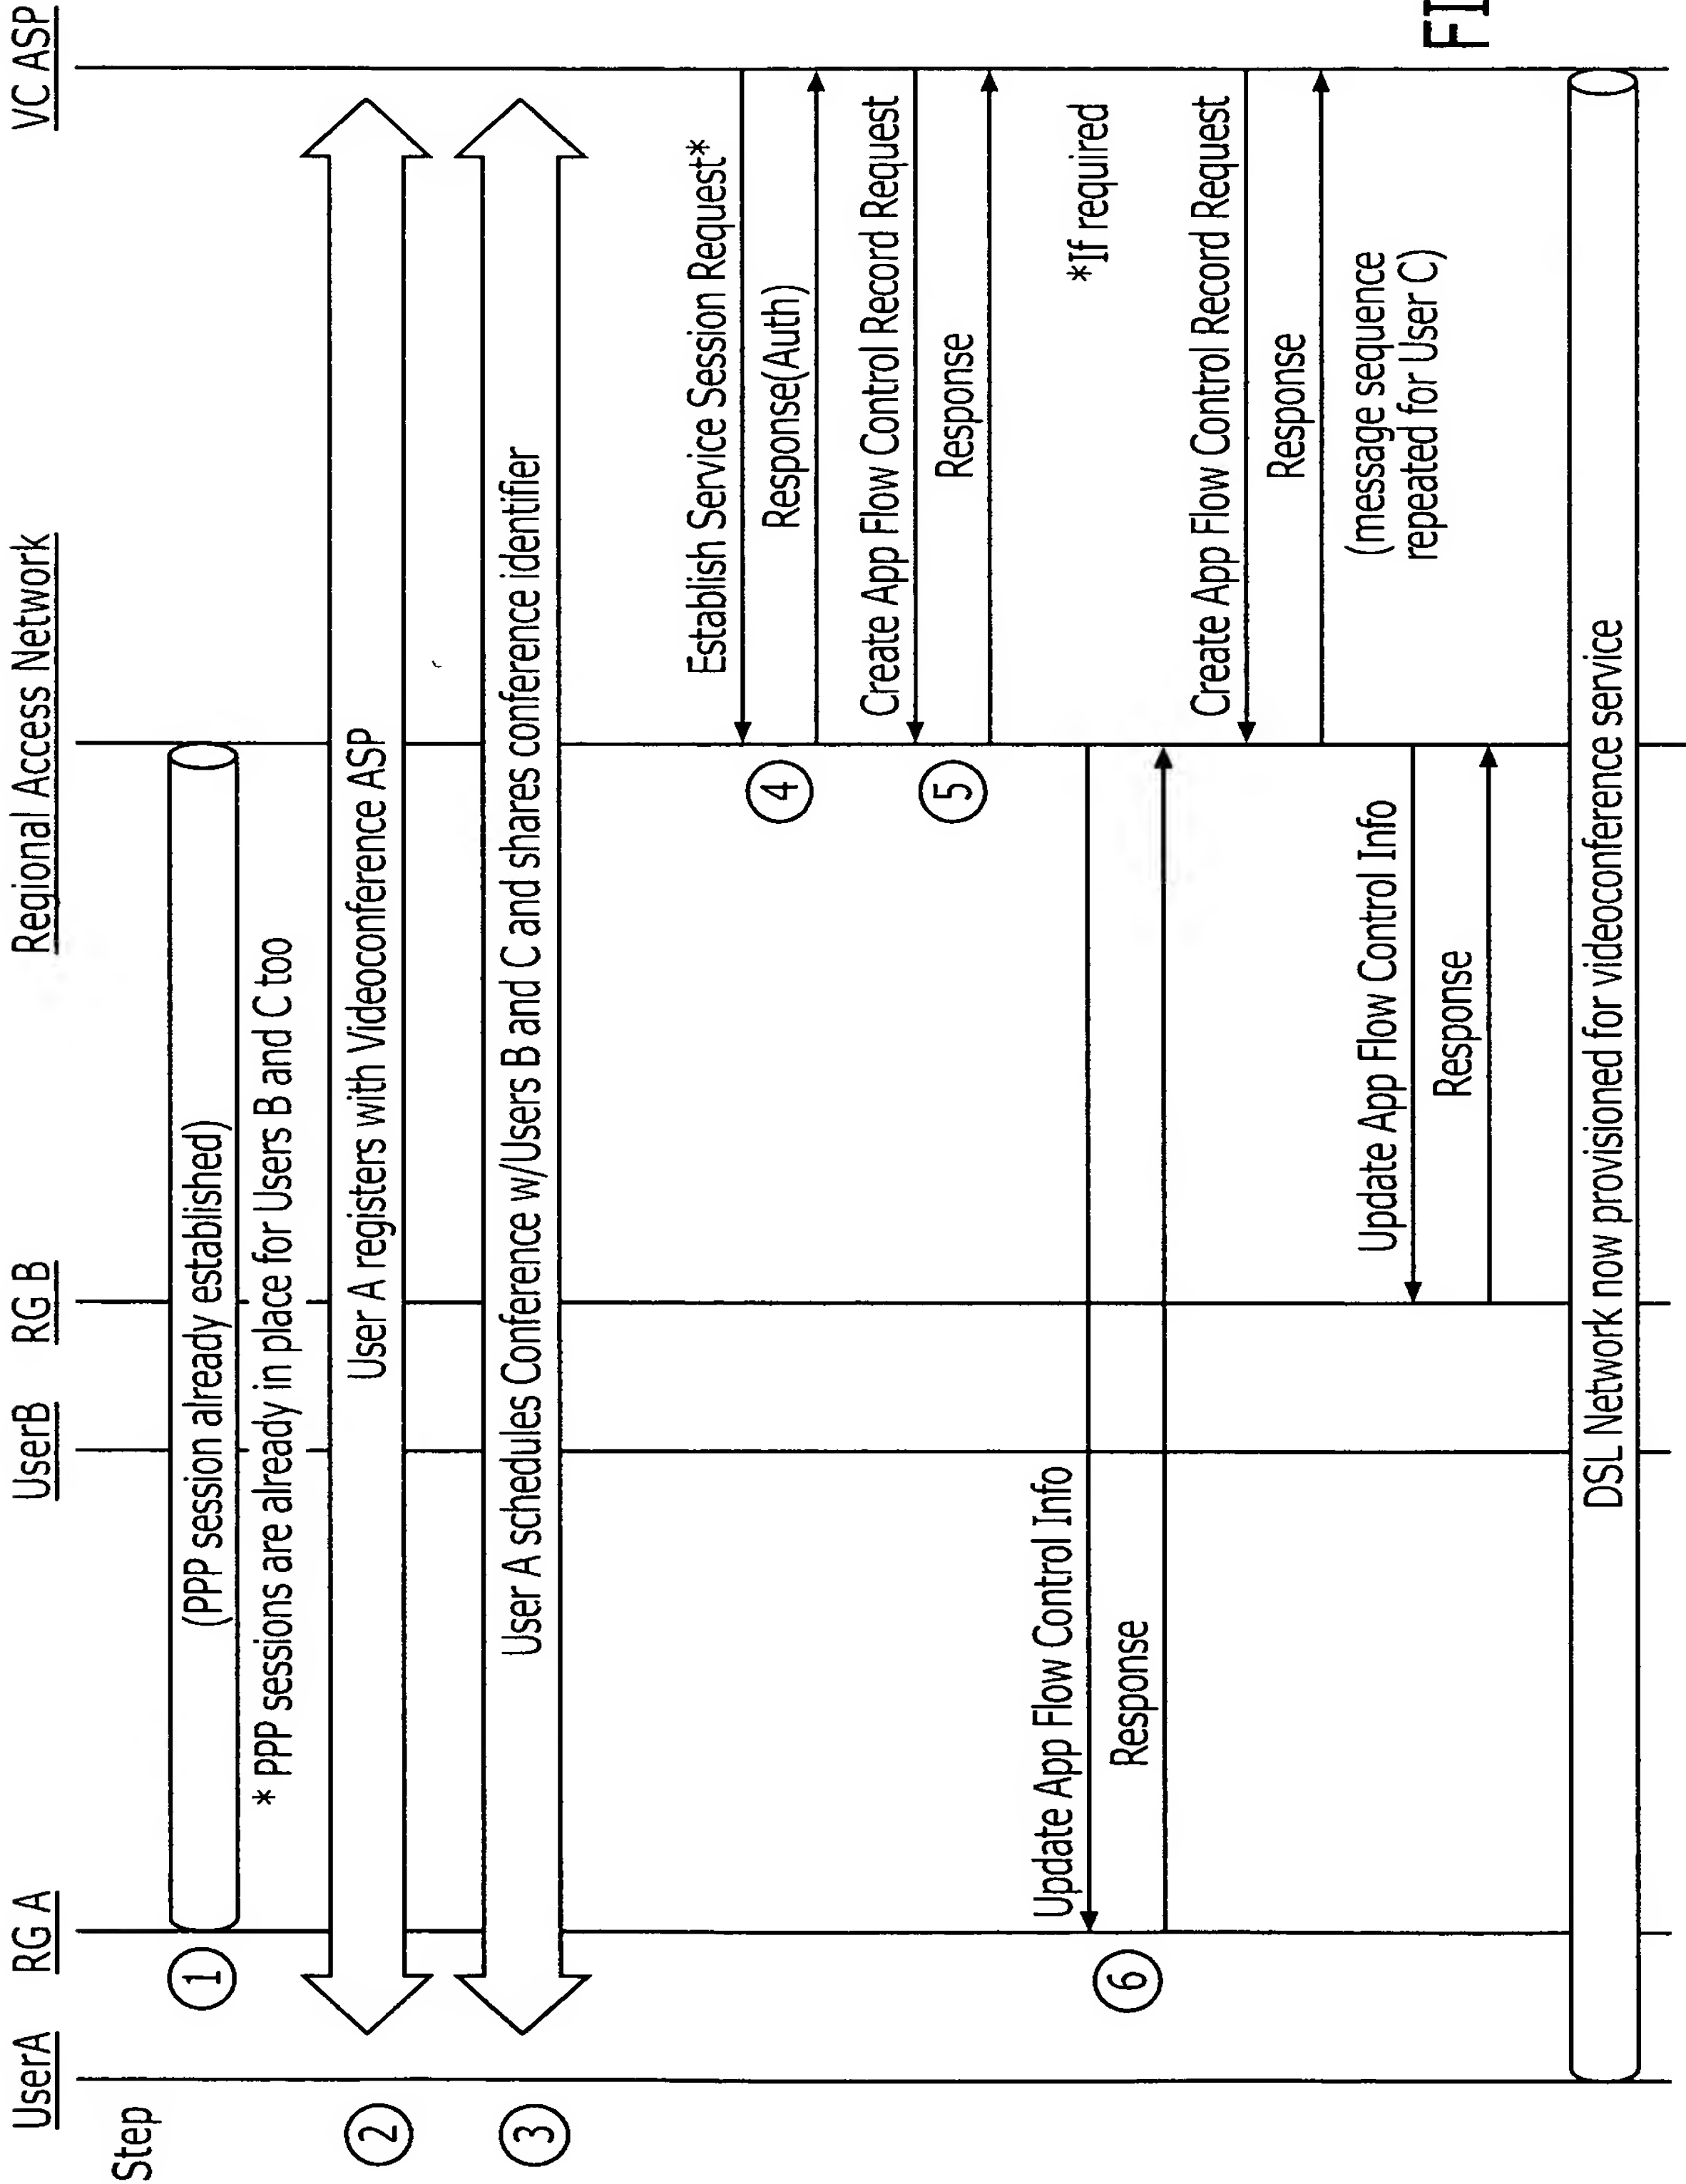 UserA
RG A
UserB
RG B
Regional Access Network
VC ASP
Step
1
(PPP session already established)
* PPP sessions are already in place for Users B and C too
2
User A registers with Videoconference ASP
3
User A schedules Conference w/Users B and C and shares conference identifier
Establish Service Session Request*
4
Response(Auth)
Create App Flow Control Record Request
5
Response
Update App Flow Control Info
*If required
6
Response
Create App Flow Control Record Request
Response
Update App Flow Control Info
(message sequence
repeated for User C)
Response
DSL Network now provisioned for videoconference service